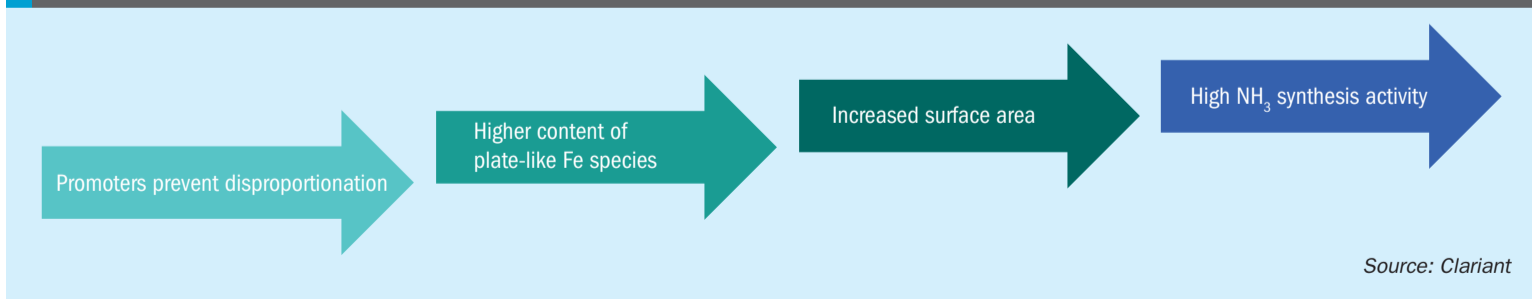 Promoters prevent disproportionation
Higher content of
plate-like Fe species
Increased surface area
High NH₃ synthesis activity
Source: Clariant